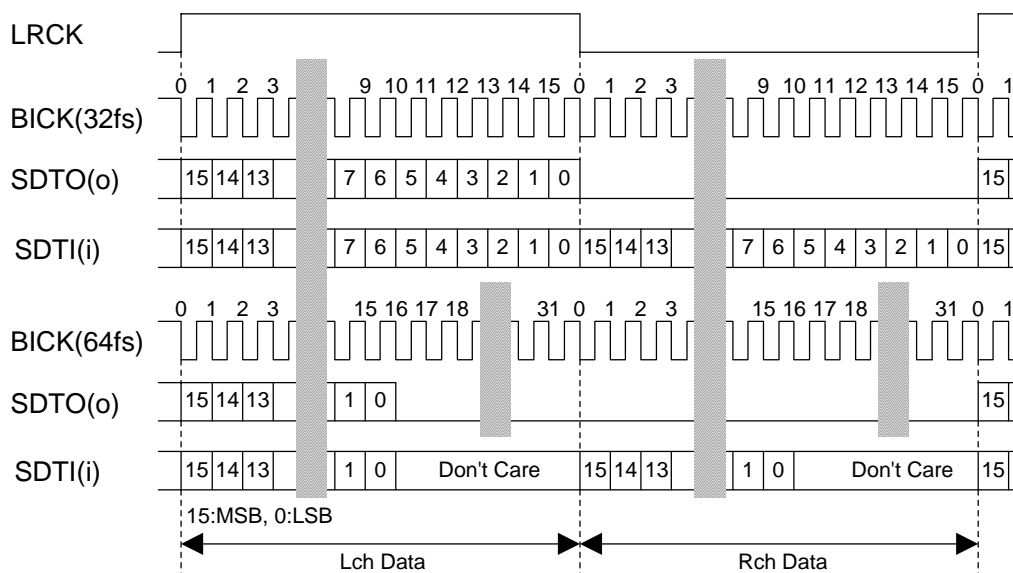 LRCK
0 1 2 3 9 10 11 12 13 14 15 0 1 2 3 9 10 11 12 13 14 15 0 1
BICK(32fs)
SDTO(o) 15 14 13 7 6 5 4 3 2 1 0 15
SDTI(i) 15 14 13 7 6 5 4 3 2 1 0 15 14 13 7 6 5 4 3 2 1 0 15
0 1 2 3 15 16 17 18 31 0 1 2 3 15 16 17 18 31 0 1
BICK(64fs)
SDTO(o) 15 14 13 1 0 15
SDTI(i) 15 14 13 1 0 Don't Care 15 14 13 1 0 Don't Care 15
15:MSB, 0:LSB
Lch Data Rch Data